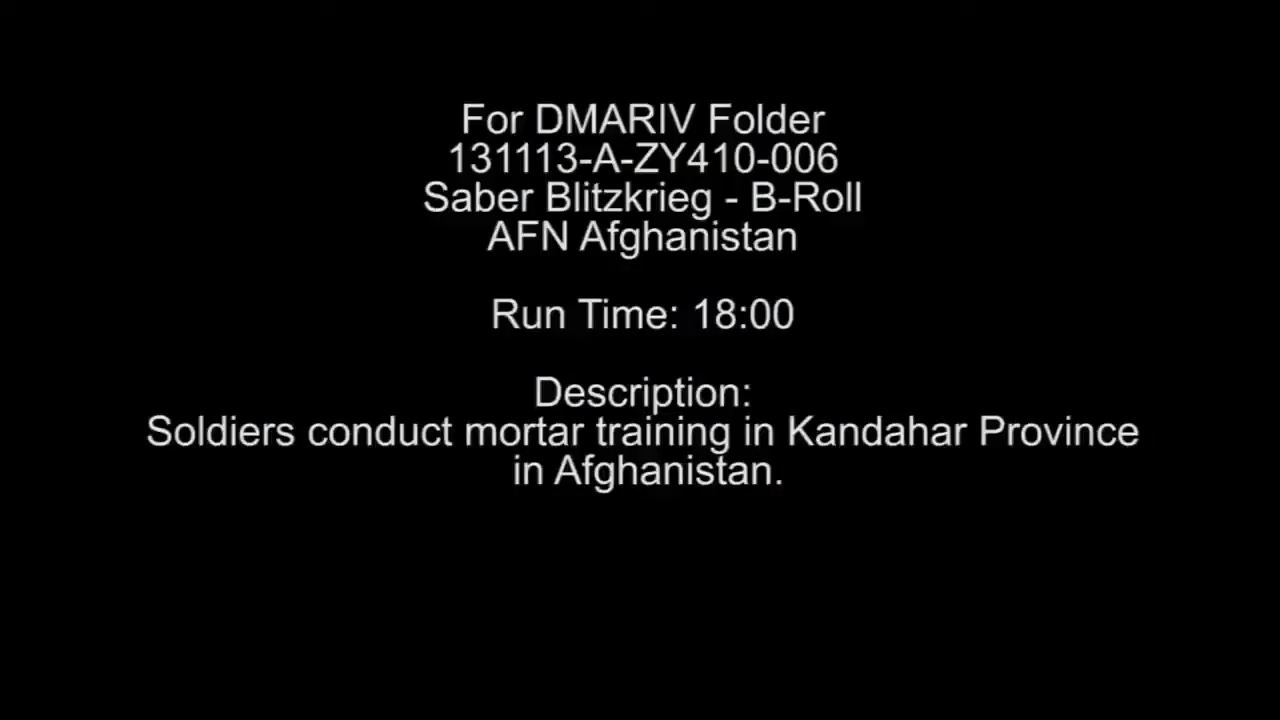 For DMARIV Folder
131113-A-ZY410-006
Saber Blitzkrieg - B-Roll
AFN Afghanistan
Run Time: 18:00
Description:
Soldiers conduct mortar training in Kandahar Province
in Afghanistan.